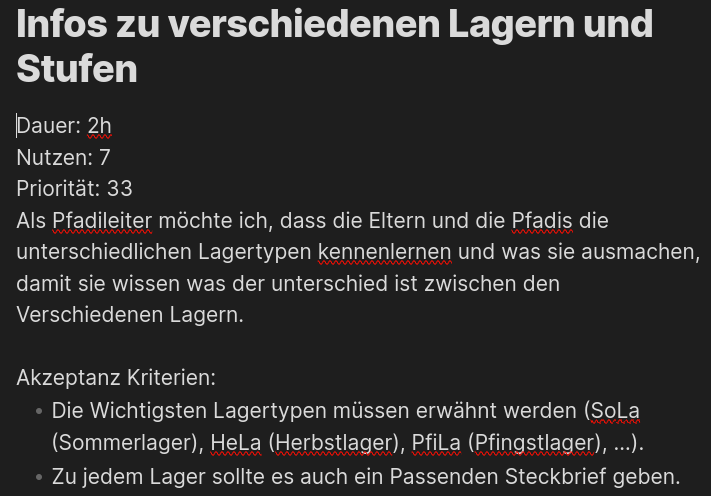 Infos zu verschiedenen Lagern und
Stufen
Dauer: 2h
Nutzen: 7
Priorität: 33
Als Pfadileiter möchte ich, dass die Eltern und die Pfadis die
unterschiedlichen Lagertypen kennenlernen und was sie ausmachen,
damit sie wissen was der unterschied ist zwischen den
Verschiedenen Lagern.
Akzeptanz Kriterien:
• Die Wichtigsten Lagertypen müssen erwähnt werden (SoLa
(Sommerlager), HeLa (Herbstlager), PfiLa (Pfingstlager), ...).
• Zu jedem Lager sollte es auch ein Passenden Steckbrief geben.